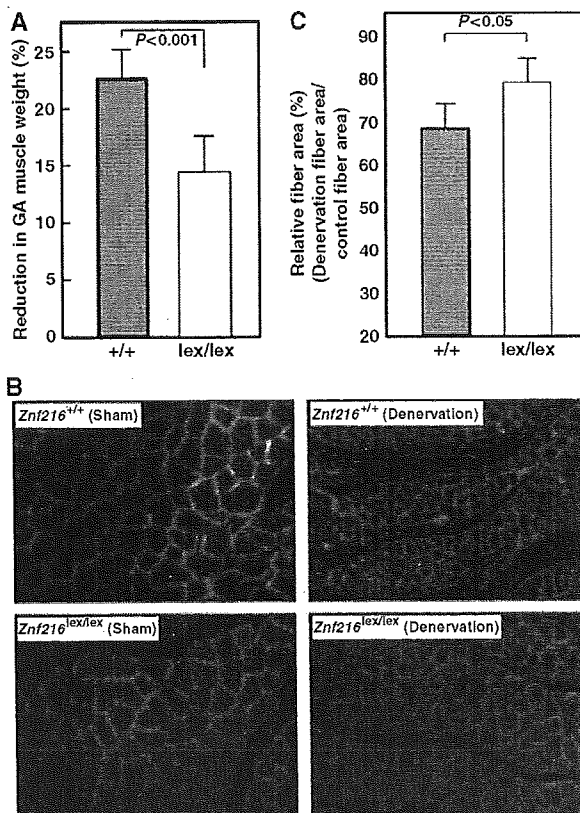 A
Reduction in GA muscle weight (%)
25
20
15
10
5
0
P<0.001
+/+
lex/lex
C
Relative fiber area (%)
(Denervation fiber area/
control fiber area)
90
80
70
60
50
40
30
20
P<0.05
+/+
lex/lex
B
Znf216+/+ (Sham)
Znf216+/+ (Denervation)
Znf216lex/lex (Sham)
Znf216lex/lex (Denervation)